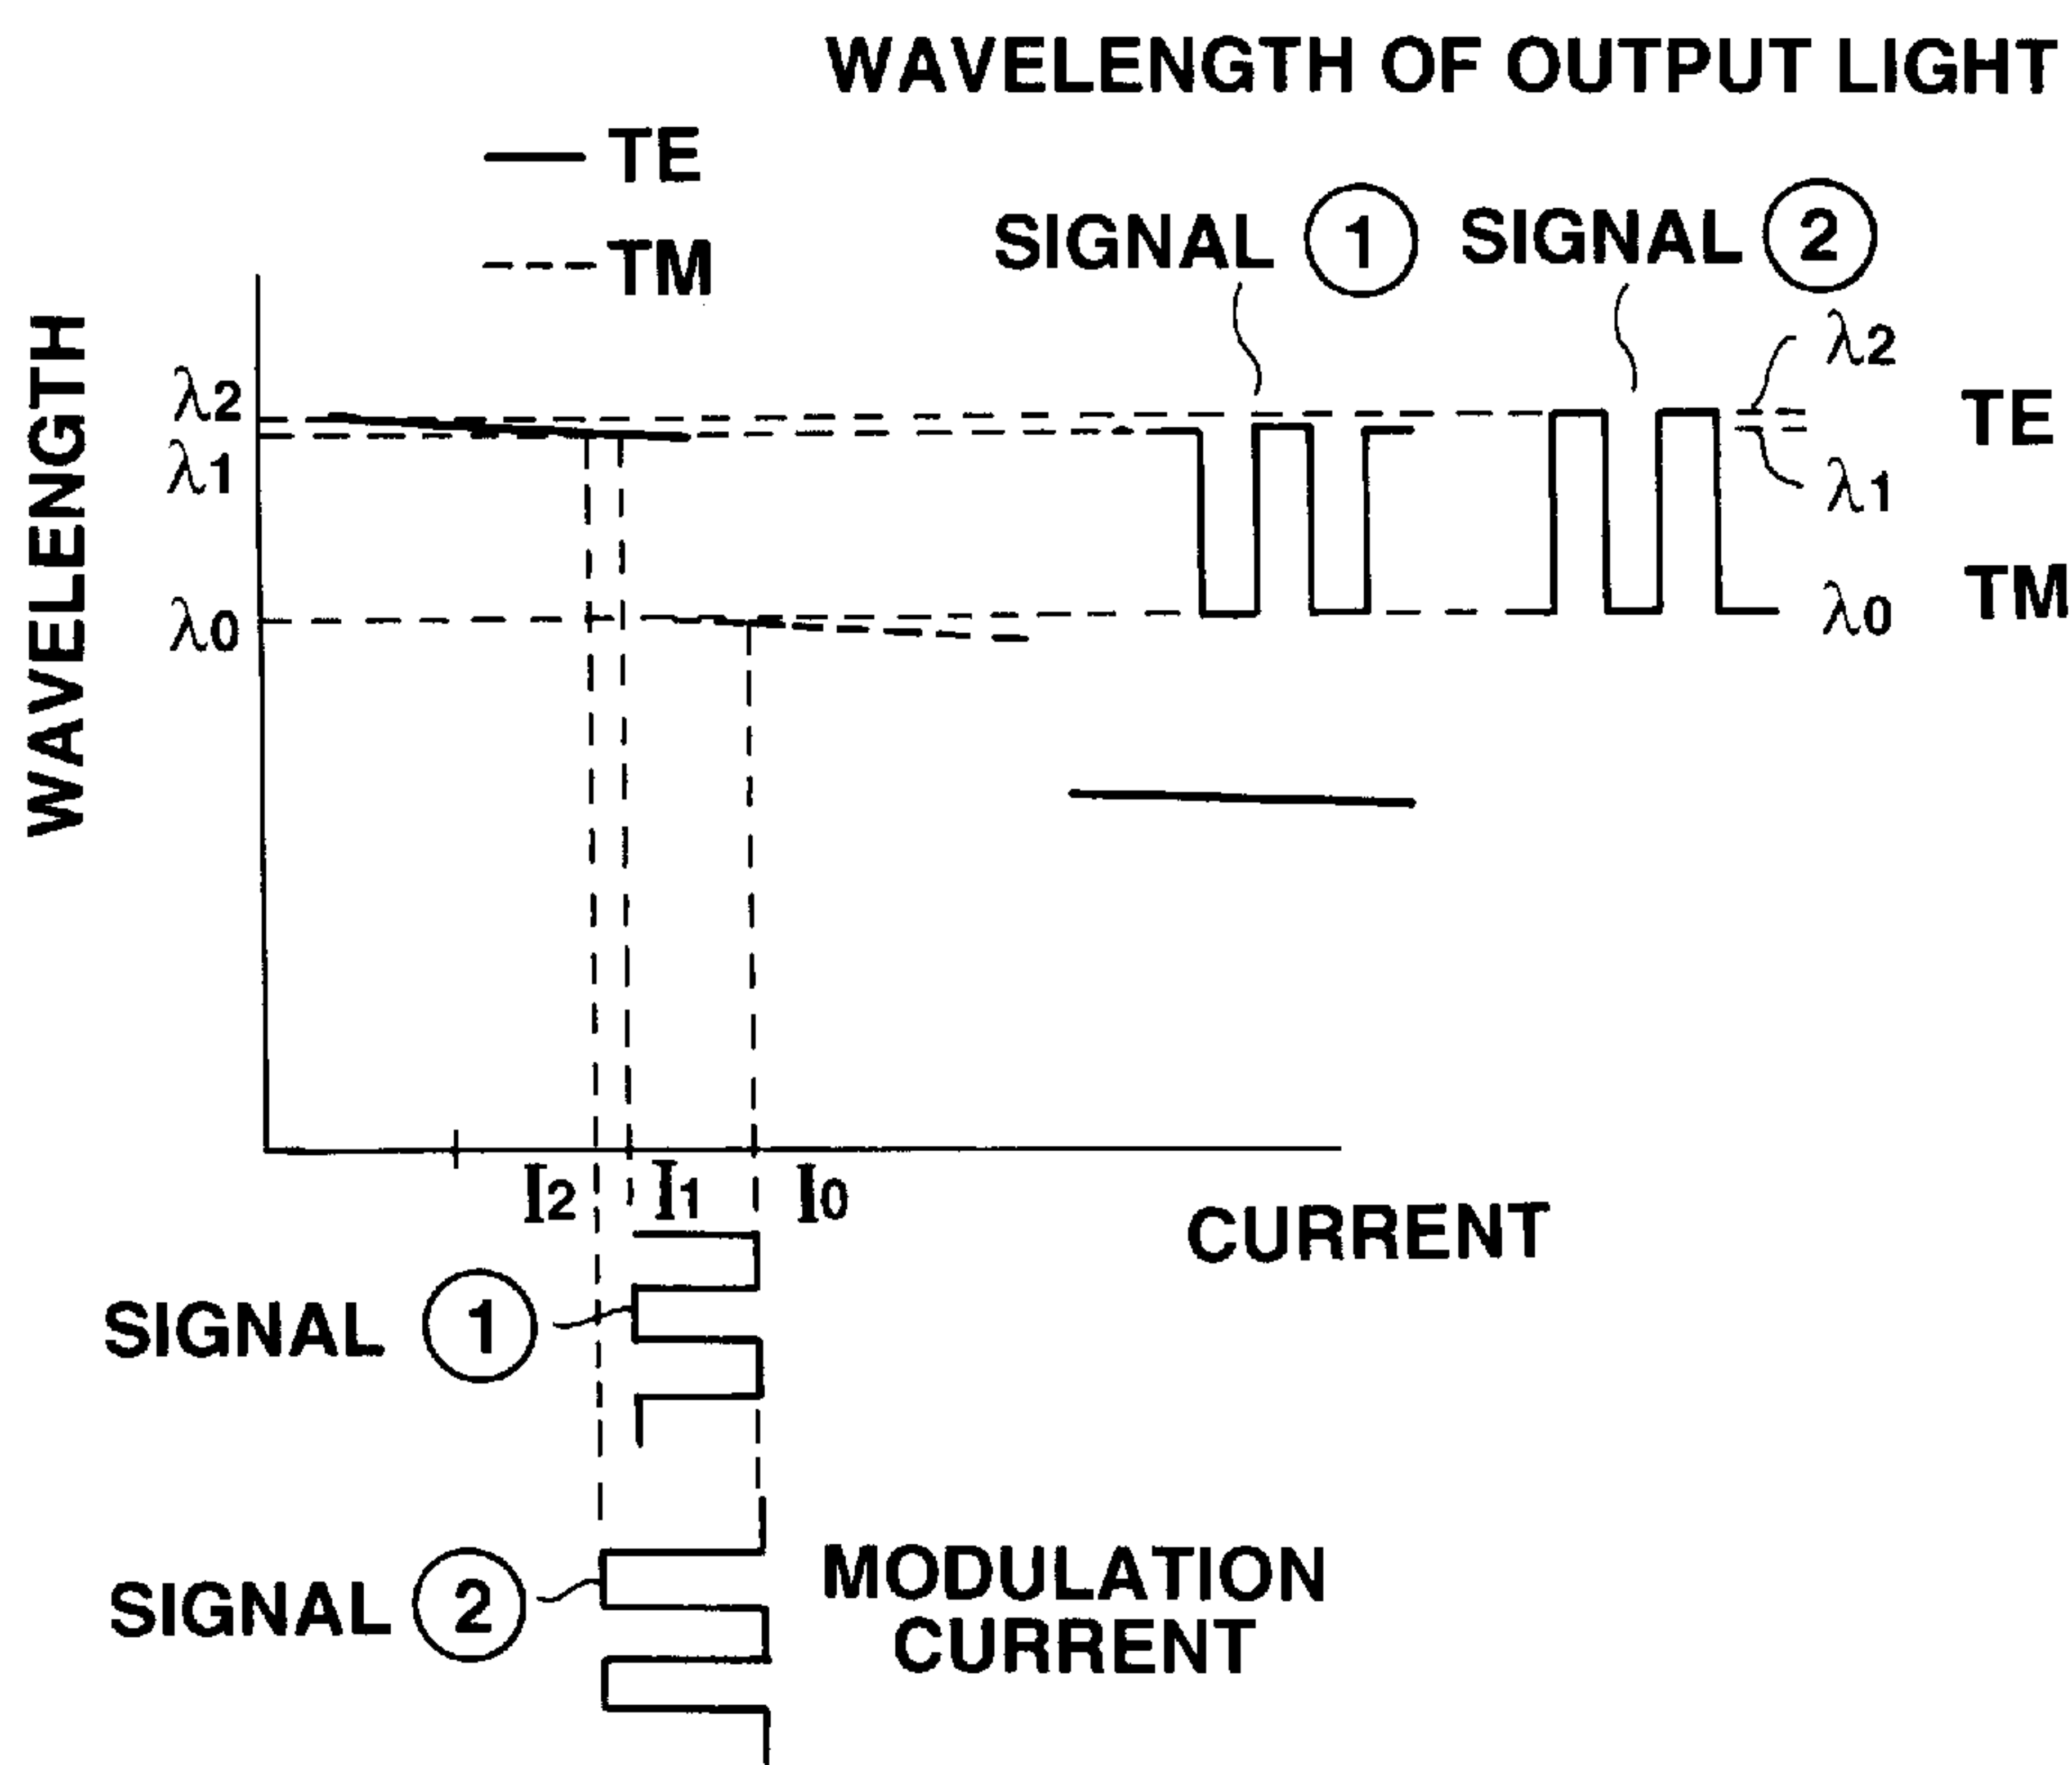 WAVELENGTH OF OUTPUT LIGHT
TE
TM
SIGNAL 1
SIGNAL 2
WAVELENGTH
λ2
λ1
λ0
λ2
TE
λ1
TM
λ0
I2
I1
I0
CURRENT
SIGNAL 1
SIGNAL 2
MODULATION
CURRENT